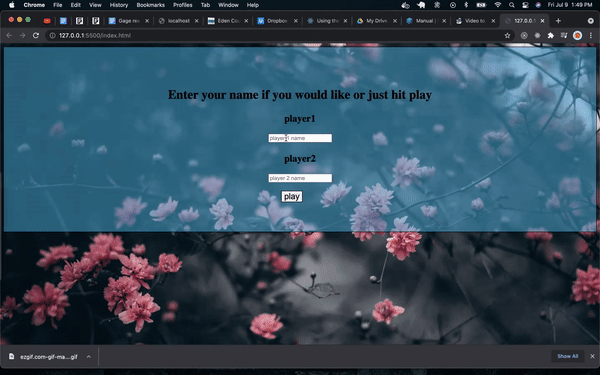 Chrome File Edit View History Bookmarks Profiles Tab Window Help
Fri Jul 9 1:49 PM
Gage re
localhost
Eden Co
Dropbo
Using the
My Drive
Manual |
Video to
127.0.0.1
127.0.0.1:5500/index.html
Enter your name if you would like or just hit play
player1
player 1 name
player2
player 2 name
play
ezgif.com-gif-ma....gif
Show All